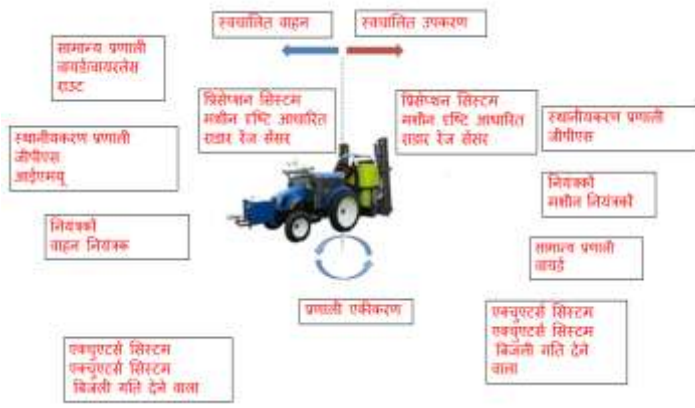 स्वचालित वाहन
स्वचालित उपकरण
सामान्य प्रणाली
वायर्ड/वायरलेस
राउट
प्रिसेप्शन सिस्टम
मशीन दृष्टि आधारित
राडार रेंज सेंसर
प्रिसेप्शन सिस्टम
मशीन दृष्टि आधारित
राडार रेंज सेंसर
स्थानीयकरण प्रणाली
जीपीएस
आईएमयू
स्थानीयकरण प्रणाली
जीपीएस
नियंत्रकों
वाहन नियंत्रक
नियंत्रकों
मशीन नियंत्रकों
सामान्य प्रणाली
वायर्ड
प्रणाली एकीकरण
एक्चुएटर्स सिस्टम
एक्चुएटर्स सिस्टम
बिजली गति देने वाला
एक्चुएटर्स सिस्टम
एक्चुएटर्स सिस्टम
बिजली गति देने
वाला